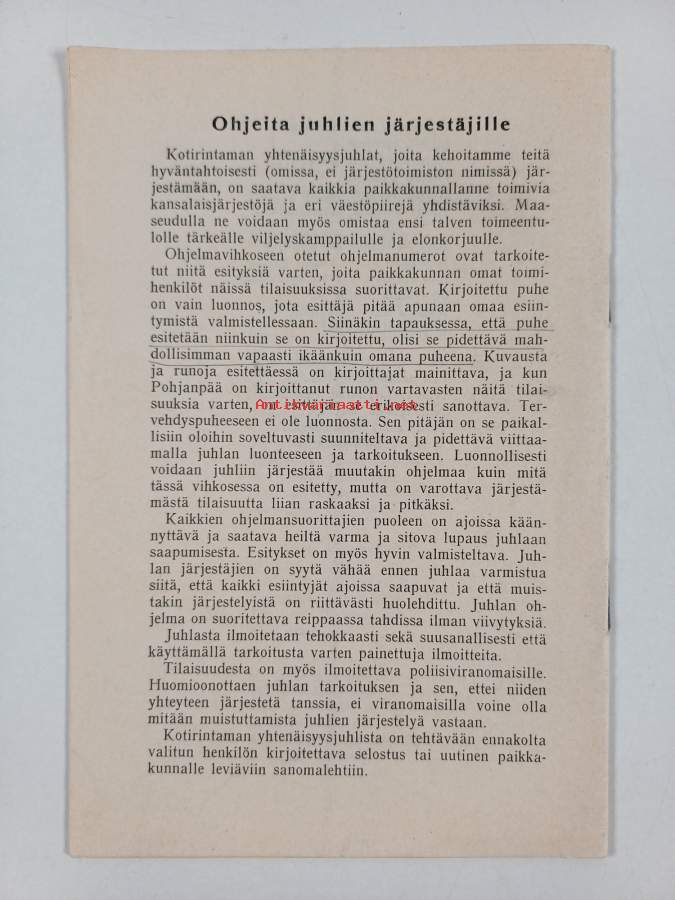 Ohjeita juhlien järjestäjille
Kotirintaman yhtenäisyysjuhlat, joita kehoitamme teitä
hyväntahtoisesti (omissa, ei järjestötoimiston nimissä) jär-
jestämään, on saatava kaikkia paikkakunnallanne toimivia
kansalaisjärjestöjä ja eri väestöpiirejä yhdistäviksi. Maa-
seudulla ne voidaan myös omistaa ensi talven toimeentu-
lolle tärkeälle viljelyskamppailulle ja elonkorjuulle.
Ohjelmavihkoseen otetut ohjelmanumerot ovat tarkoite-
tut niitä esityksiä varten, joita paikkakunnan omat toimi-
henkilöt näissä tilaisuuksissa suorittavat. Kirjoitettu puhe
on vain luonnos, jota esittäjä pitää apunaan omaa esiin-
tymistä valmistellessaan. Siinäkin tapauksessa, että puhe
esitetään niinkuin se on kirjoitettu, olisi se pidettävä mah-
dollisimman vapaasti ikäänkuin omana puheena. Kuvausta
ja runoja esitettäessä on kirjoittajat mainittava, ja kun
Pohjanpää on kirjoittanut runon vartavasten näitä tilai-
suuksia varten, on esittäjän se erikoisesti sanottava. Ter-
vehdyspuheeseen ei ole luonnosta. Sen pitäjän on se paikal-
lisiin oloihin soveltuvasti suunniteltava ja pidettävä viittaa-
malla juhlan luonteeseen ja tarkoitukseen. Luonnollisesti
voidaan juhliin järjestää muutakin ohjelmaa kuin mitä
tässä vihkosessa on esitetty, mutta on varottava järjestä-
mästä tilaisuutta liian raskaaksi ja pitkäksi.
Kaikkien ohjelmansuorittajien puoleen on ajoissa kään-
nyttävä ja saatava heiltä varma ja sitova lupaus juhlaan
saapumisesta. Esitykset on myös hyvin valmisteltava. Juh-
lan järjestäjien on syytä vähää ennen juhlaa varmistua
siitä, että kaikki esiintyjät ajoissa saapuvat ja että muis-
takin järjestelyistä on riittävästi huolehdittu. Juhlan oh-
jelma on suoritettava reippaassa tahdissa ilman viivytyksiä.
Juhlasta ilmoitetaan tehokkaasti sekä suusanallisesti että
käyttämällä tarkoitusta varten painettuja ilmoitteita.
Tilaisuudesta on myös ilmoitettava poliisiviranomaisille.
Huomioonottaen juhlan tarkoituksen ja sen, ettei niiden
yhteyteen järjestetä tanssia, ei viranomaisilla voine olla
mitään muistuttamista juhlien järjestelyä vastaan.
Kotirintaman yhtenäisyysjuhlista on tehtävään ennakolta
valitun henkilön kirjoitettava selostus tai uutinen paikka-
kunnalle leviäviin sanomalehtiin.